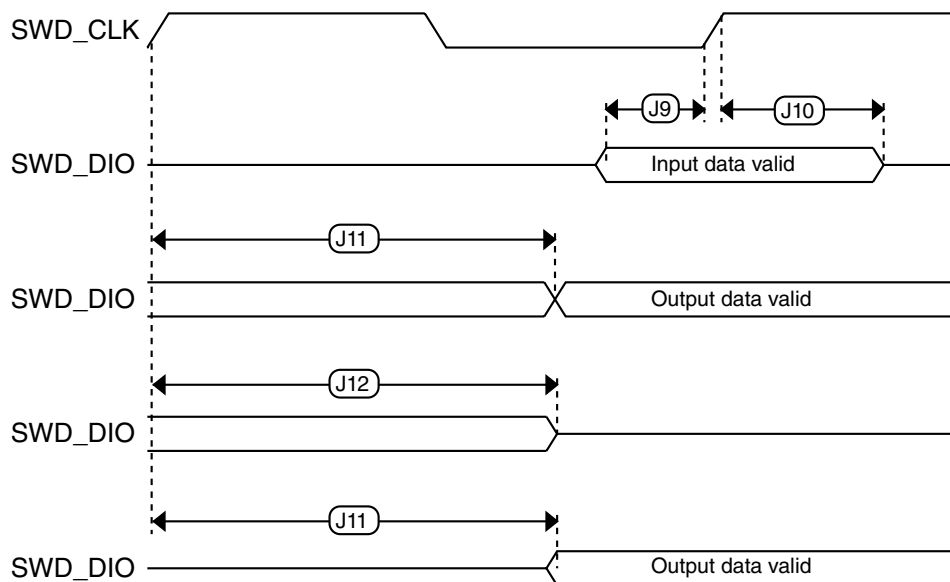 SWD_CLK
J9
J10
SWD_DIO
Input data valid
J11
SWD_DIO
Output data valid
J12
SWD_DIO
J11
SWD_DIO
Output data valid